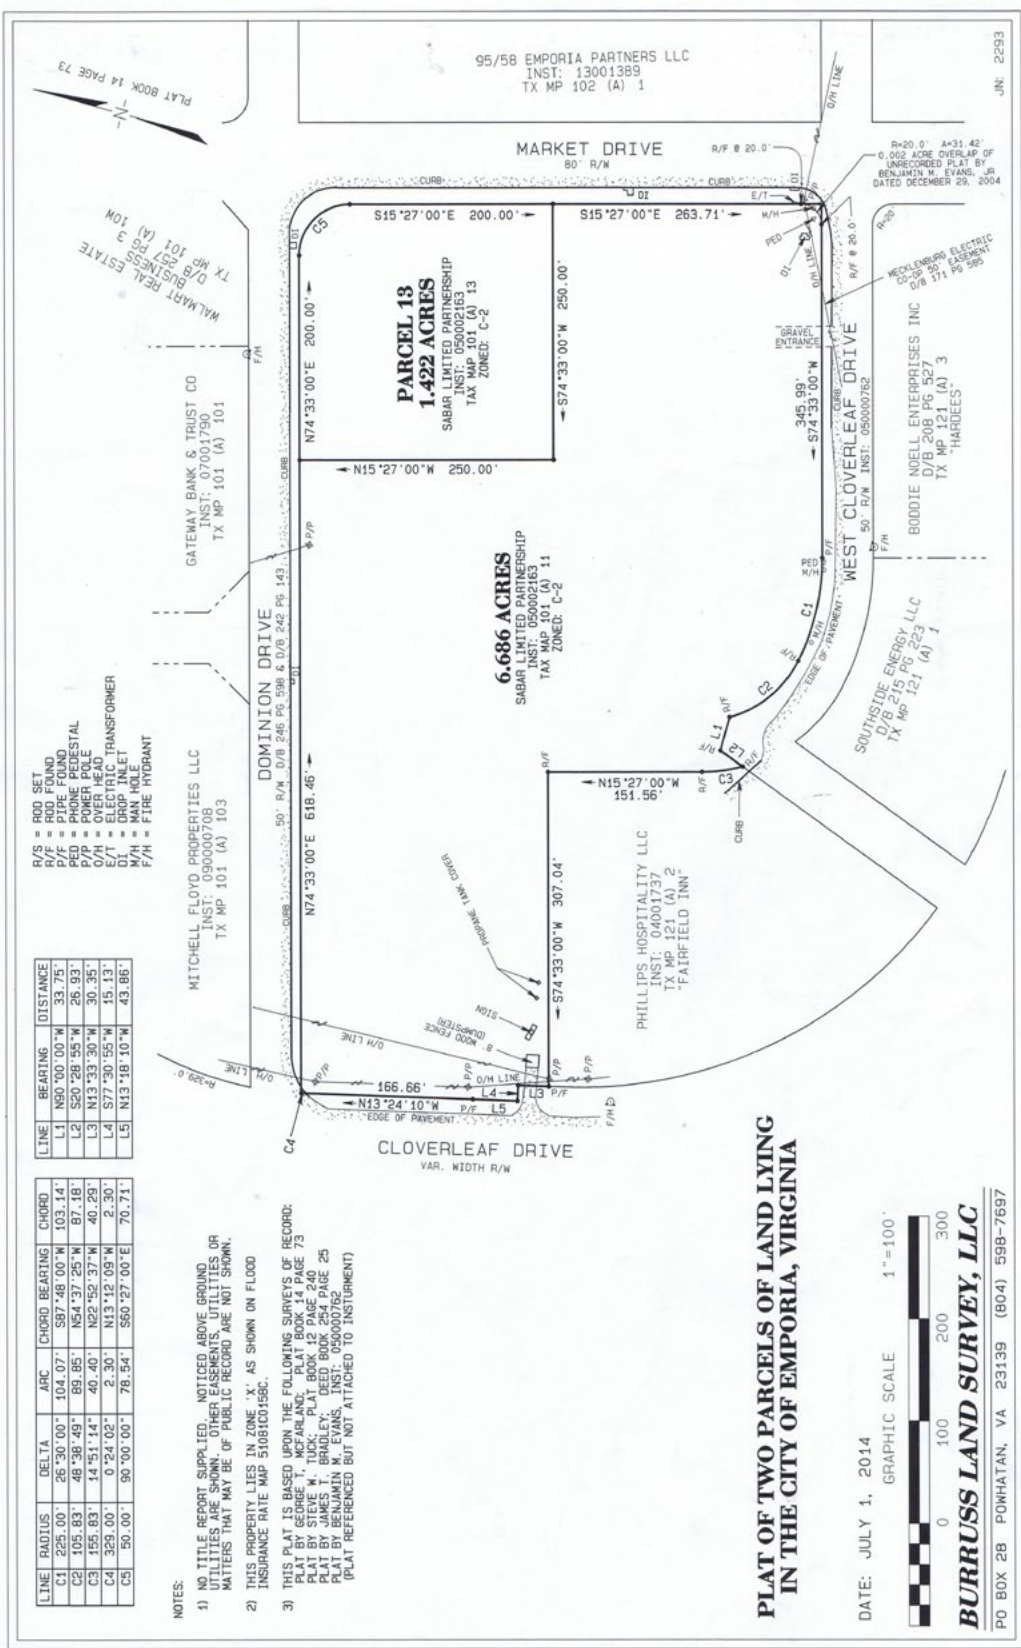 LINE RADIUS DELTA ARC CHORD BEARING CHORD
C1 225.00' 26°30'00" 104.07' S87°48'00"W 103.14'
C2 105.83' 48°38'49" 89.85' N54°37'25"W 87.18'
C3 155.83' 14°51'14" 40.40' N22°52'37"W 40.29'
C4 329.00' 0°24'02" 2.30' N13°12'09"W 2.30'
C5 50.00' 90°00'00" 78.54' S60°27'00"E 70.71'
LINE BEARING DISTANCE
L1 N90°00'00"W 33.75'
L2 S20°28'55"W 26.93'
L3 N13°33'30"W 30.35'
L4 S77°30'55"W 15.13'
L5 N13°18'10"W 43.86'
R/S = ROD SET
R/F = ROD FOUND
P/F = PIPE FOUND
PED = PHONE PEDESTAL
P/P = POWER POLE
O/H = OVER HEAD
E/T = ELECTRIC TRANSFORMER
DI = DROP INLET
M/H = MAN HOLE
F/H = FIRE HYDRANT
NOTES:
1) NO TITLE REPORT SUPPLIED. NOTICED ABOVE GROUND
UTILITIES ARE SHOWN. OTHER EASEMENTS, UTILITIES OR
MATTERS THAT MAY BE OF PUBLIC RECORD ARE NOT SHOWN.
2) THIS PROPERTY LIES IN ZONE 'X' AS SHOWN ON FLOOD
INSURANCE RATE MAP 51081C0158C.
3) THIS PLAT IS BASED UPON THE FOLLOWING SURVEYS OF RECORD:
PLAT BY GEORGE T. MCFARLAND; PLAT BOOK 14 PAGE 73
PLAT BY STEVE W. TUCK; PLAT BOOK 12 PAGE 240
PLAT BY JAMES T. BRADLEY; DEED BOOK 254 PAGE 25
PLAT BY BENJAMIN M. EVANS, INST: 050000762
(PLAT REFERENCED BUT NOT ATTACHED TO INSTURMENT)
PLAT BOOK 14 PAGE 73
-N-
MITCHELL FLOYD PROPERTIES LLC
INST: 090000708
TX MP 101 (A) 103
GATEWAY BANK & TRUST CO
INST: 07001790
TX MP 101 (A) 101
WALMART REAL ESTATE
BUSINESS
D/B 257 PG 3
TX MP 101 (A) 10W
95/58 EMPORIA PARTNERS LLC
INST: 13001389
TX MP 102 (A) 1
MARKET DRIVE
80' R/W
DOMINION DRIVE
50' R/W D/B 246 PG 598 & D/B 242 PG 143
CURB
DI
CURB
DI
CURB
DI
CURB
DI
F/H
P/P
N74°33'00"E 618.46'
N74°33'00"E 200.00'
C5
S15°27'00"E 200.00'
S15°27'00"E 263.71'
S74°33'00"W 250.00'
N15°27'00"W 250.00'
PARCEL 13
1.422 ACRES
SABAR LIMITED PARTNERSHIP
INST: 050002163
TAX MAP 101 (A) 13
ZONED: C-2
6.686 ACRES
SABAR LIMITED PARTNERSHIP
INST: 050002163
TAX MAP 101 (A) 11
ZONED: C-2
R/F @ 20.0'
O/H LINE
R=20.0' A=31.42'
0.002 ACRE OVERLAP OF
UNRECORDED PLAT BY
BENJAMIN M. EVANS, JR
DATED DECEMBER 29, 2004
E/T
M/H
PED
P/P
DI
O/H LINE
R/F @ 20.0'
R=20'
MECKLENBURG ELECTRIC
CO-OP 50' EASEMENT
D/B 171 PG 585
GRAVEL
ENTRANCE
345.99'
S74°33'00"W
CURB
WEST CLOVERLEAF DRIVE
50' R/W INST: 050000762
BODDIE NOELL ENTERPRISES INC
D/B 208 PG 527
TX MP 121 (A) 3
"HARDEES"
F/H
PED
M/H
P/F
C1
M/H
R/F
EDGE OF PAVEMENT
SOUTHSIDE ENERGY LLC
D/B 215 PG 223
TX MP 121 (A) 1
C2
R/F
L1
R/F
L2
R/F
C3
CURB
R/F
N15°27'00"W
151.56'
R/F
S74°33'00"W 307.04'
PHILLIPS HOSPITALITY LLC
INST: 04001737
TX MP 121 (A) 2
"FAIRFIELD INN"
PROPANE TANK COVER
SIGN
8' WOOD FENCE
(DUMPSTER)
O/H LINE
O/H LINE
R=329.0'
O/H LINE
P/P
P/P
P/P
P/P
166.66'
N13°24'10"W
P/F
L5
L4
L3
C4
EDGE OF PAVEMENT
F/H
CLOVERLEAF DRIVE
VAR. WIDTH R/W
PLAT OF TWO PARCELS OF LAND LYING
IN THE CITY OF EMPORIA, VIRGINIA
DATE: JULY 1, 2014
GRAPHIC SCALE 1"=100'
0 100 200 300
BURRUSS LAND SURVEY, LLC
PO BOX 28 POWHATAN, VA 23139 (804) 598-7697
JN: 2293